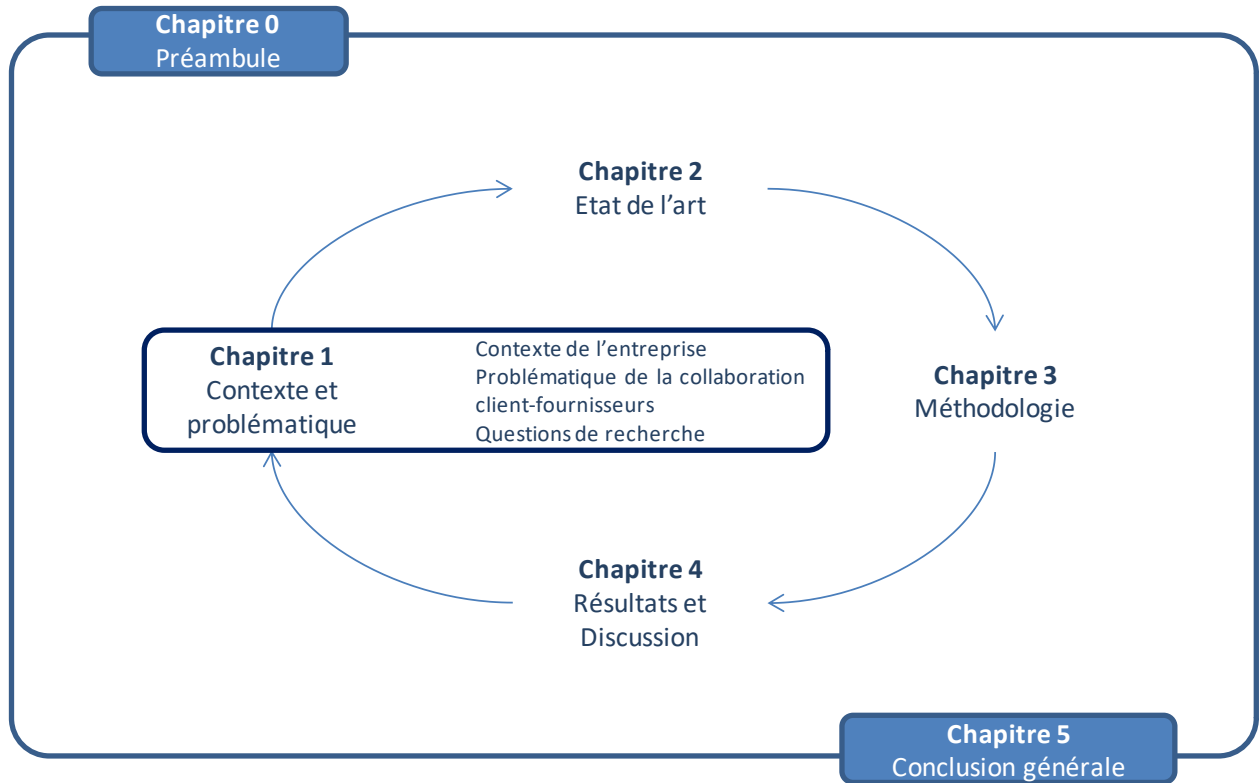 Chapitre 0
Préambule
Chapitre 2
Etat de l'art
Chapitre 1
Contexte et
problématique
Contexte de l'entreprise
Problématique de la collaboration
client-fournisseurs
Questions de recherche
Chapitre 3
Méthodologie
Chapitre 4
Résultats et
Discussion
Chapitre 5
Conclusion générale